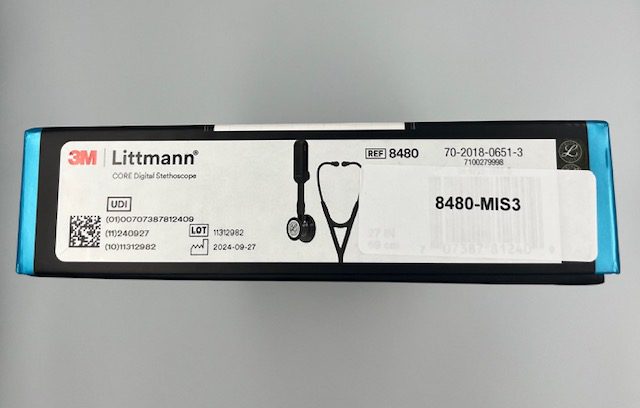 3M Littmann®
CORE Digital Stethoscope
UDI
(01)00707387812409
(11)240927
(10)11312982
LOT 11312982
2024-09-27
REF 8480
70-2018-0651-3
7100279998
8480-MIS3
27 IN
69 cm